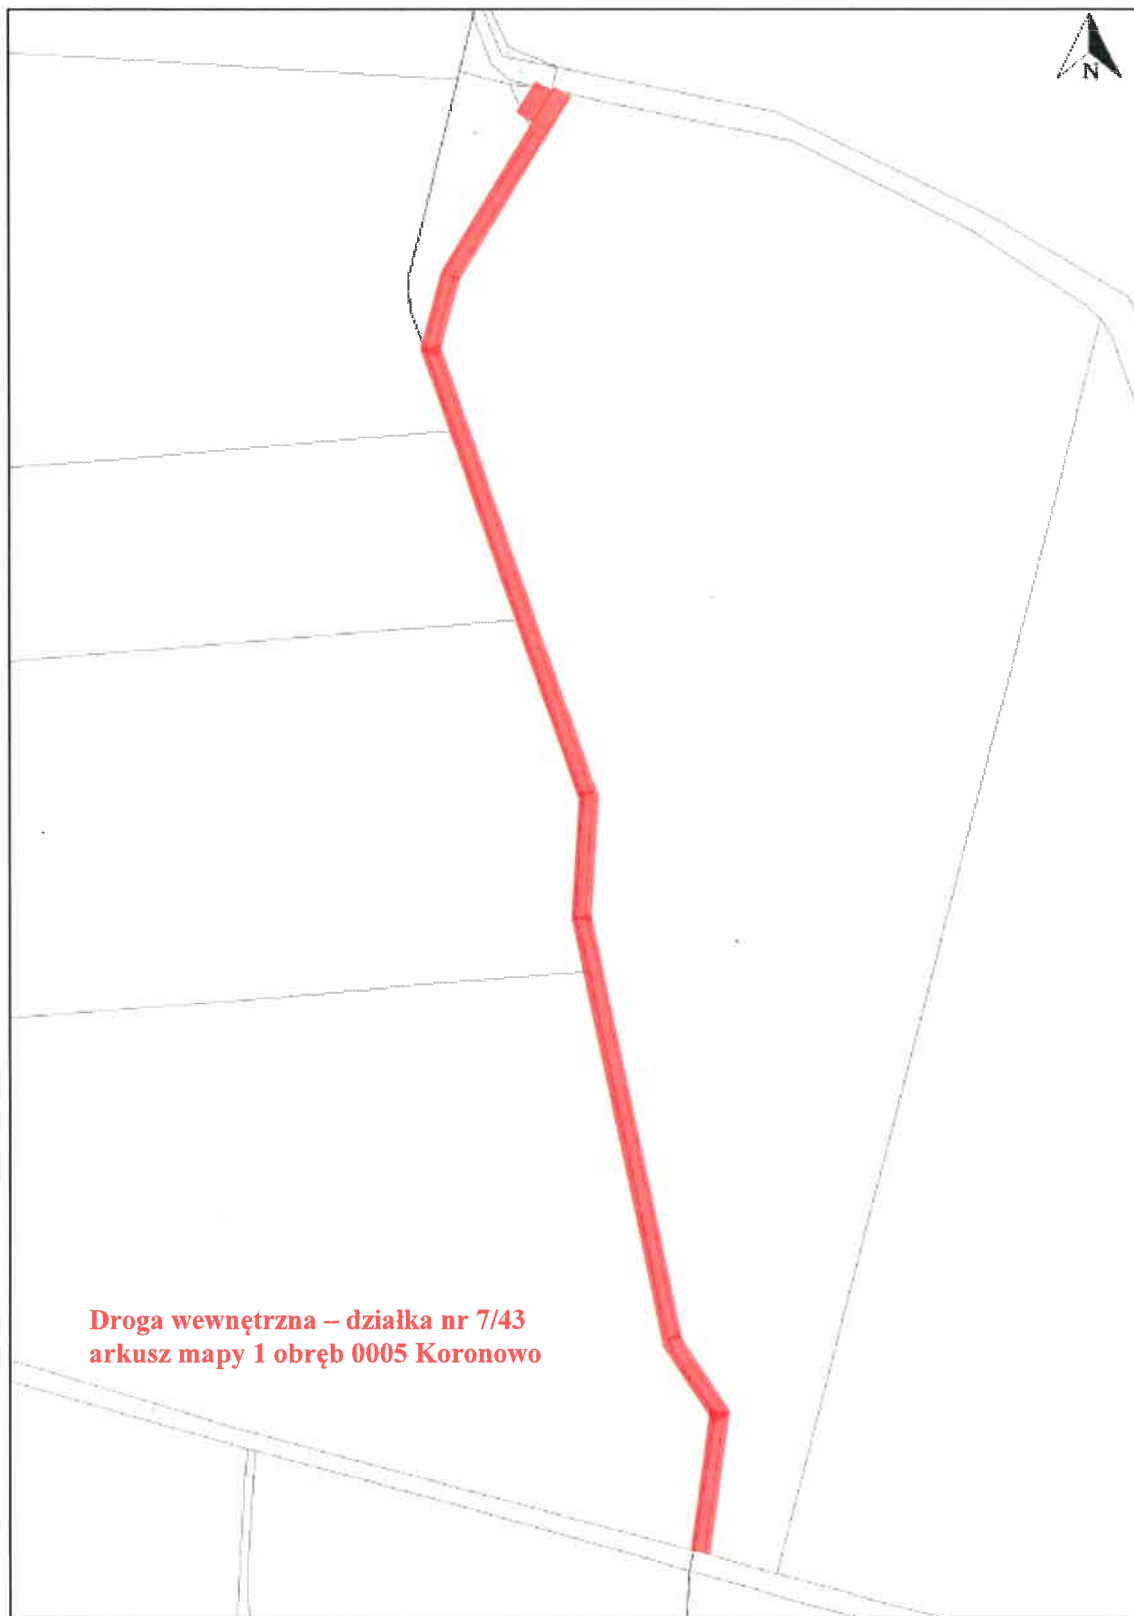 N
Droga wewnętrzna – działka nr 7/43
arkusz mapy 1 obręb 0005 Koronowo